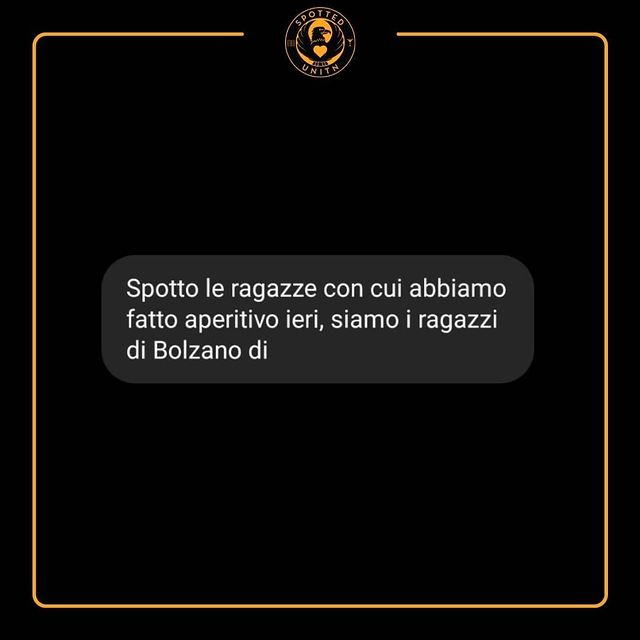 SPOTTED
UNITN
Spotto le ragazze con cui abbiamo
fatto aperitivo ieri, siamo i ragazzi
di Bolzano di